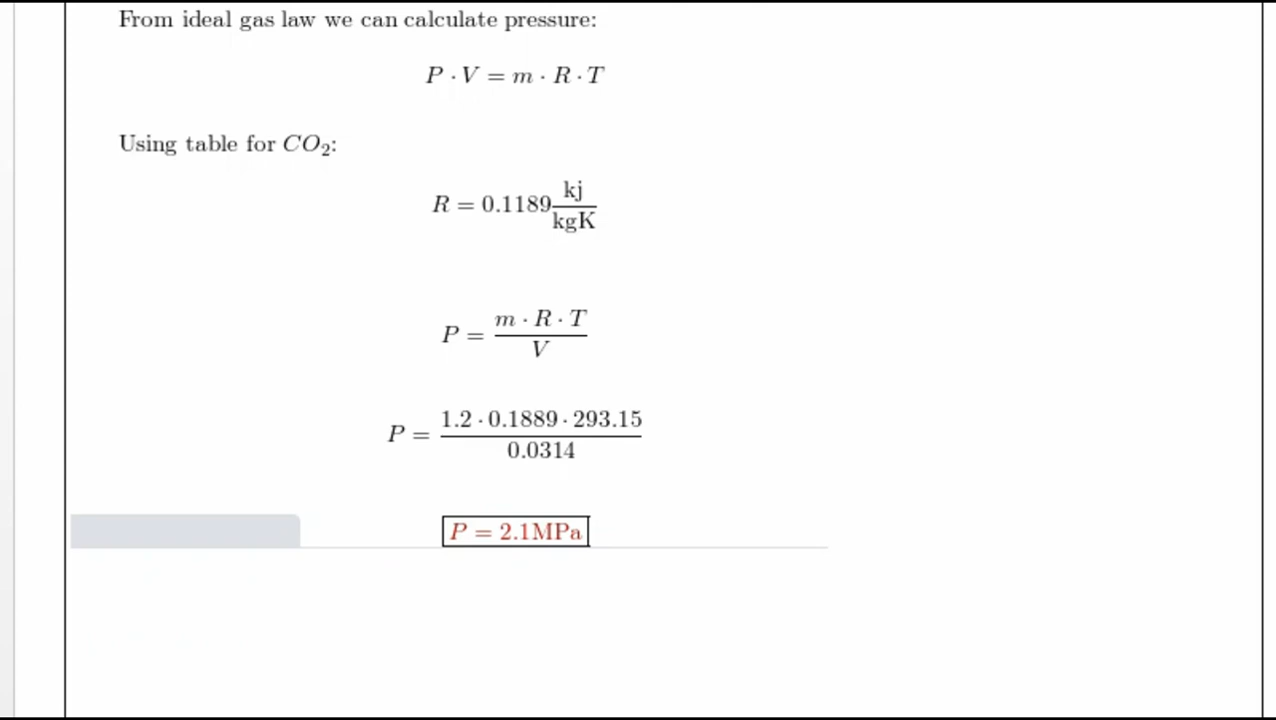 From ideal gas law we can calculate pressure:
P · V = m · R · T
Using table for CO₂:
R = 0.1189 kj/kgK
P = m · R · T / V
P = 1.2 · 0.1889 · 293.15 / 0.0314
P = 2.1MPa